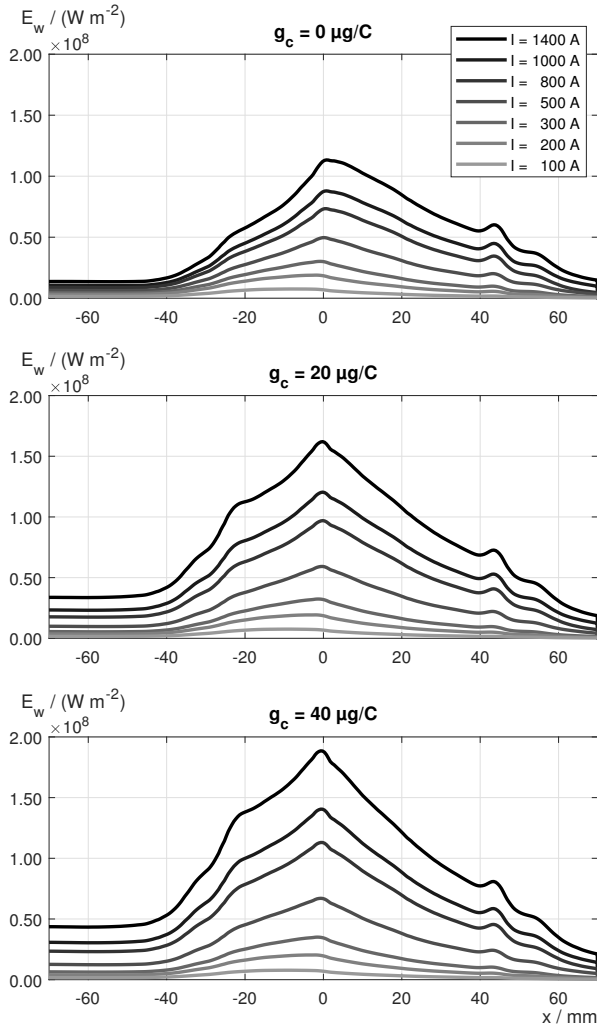 E_w / (W m^-2)
×10^8
g_c = 0 µg/C
2.00
1.50
1.00
0.50
0.00
I = 1400 A
I = 1000 A
I = 800 A
I = 500 A
I = 300 A
I = 200 A
I = 100 A
-60 -40 -20 0 20 40 60
E_w / (W m^-2)
×10^8
g_c = 20 µg/C
2.00
1.50
1.00
0.50
0.00
-60 -40 -20 0 20 40 60
E_w / (W m^-2)
×10^8
g_c = 40 µg/C
2.00
1.50
1.00
0.50
0.00
-60 -40 -20 0 20 40 60
x / mm